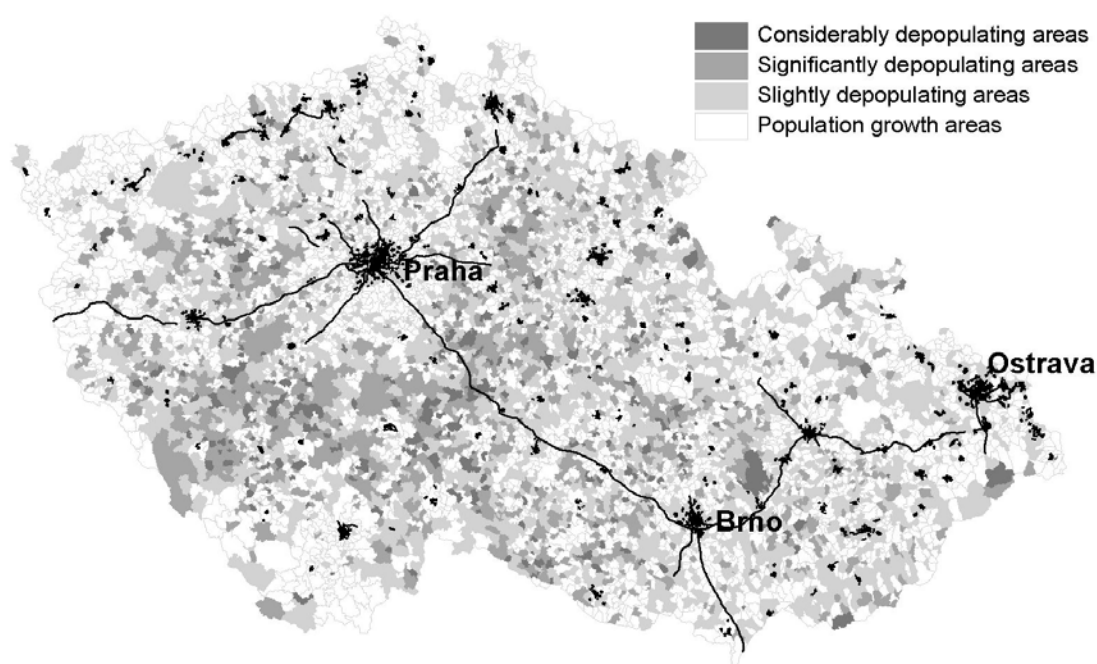 Considerably depopulating areas
Significantly depopulating areas
Slightly depopulating areas
Population growth areas
Praha
Ostrava
Brno